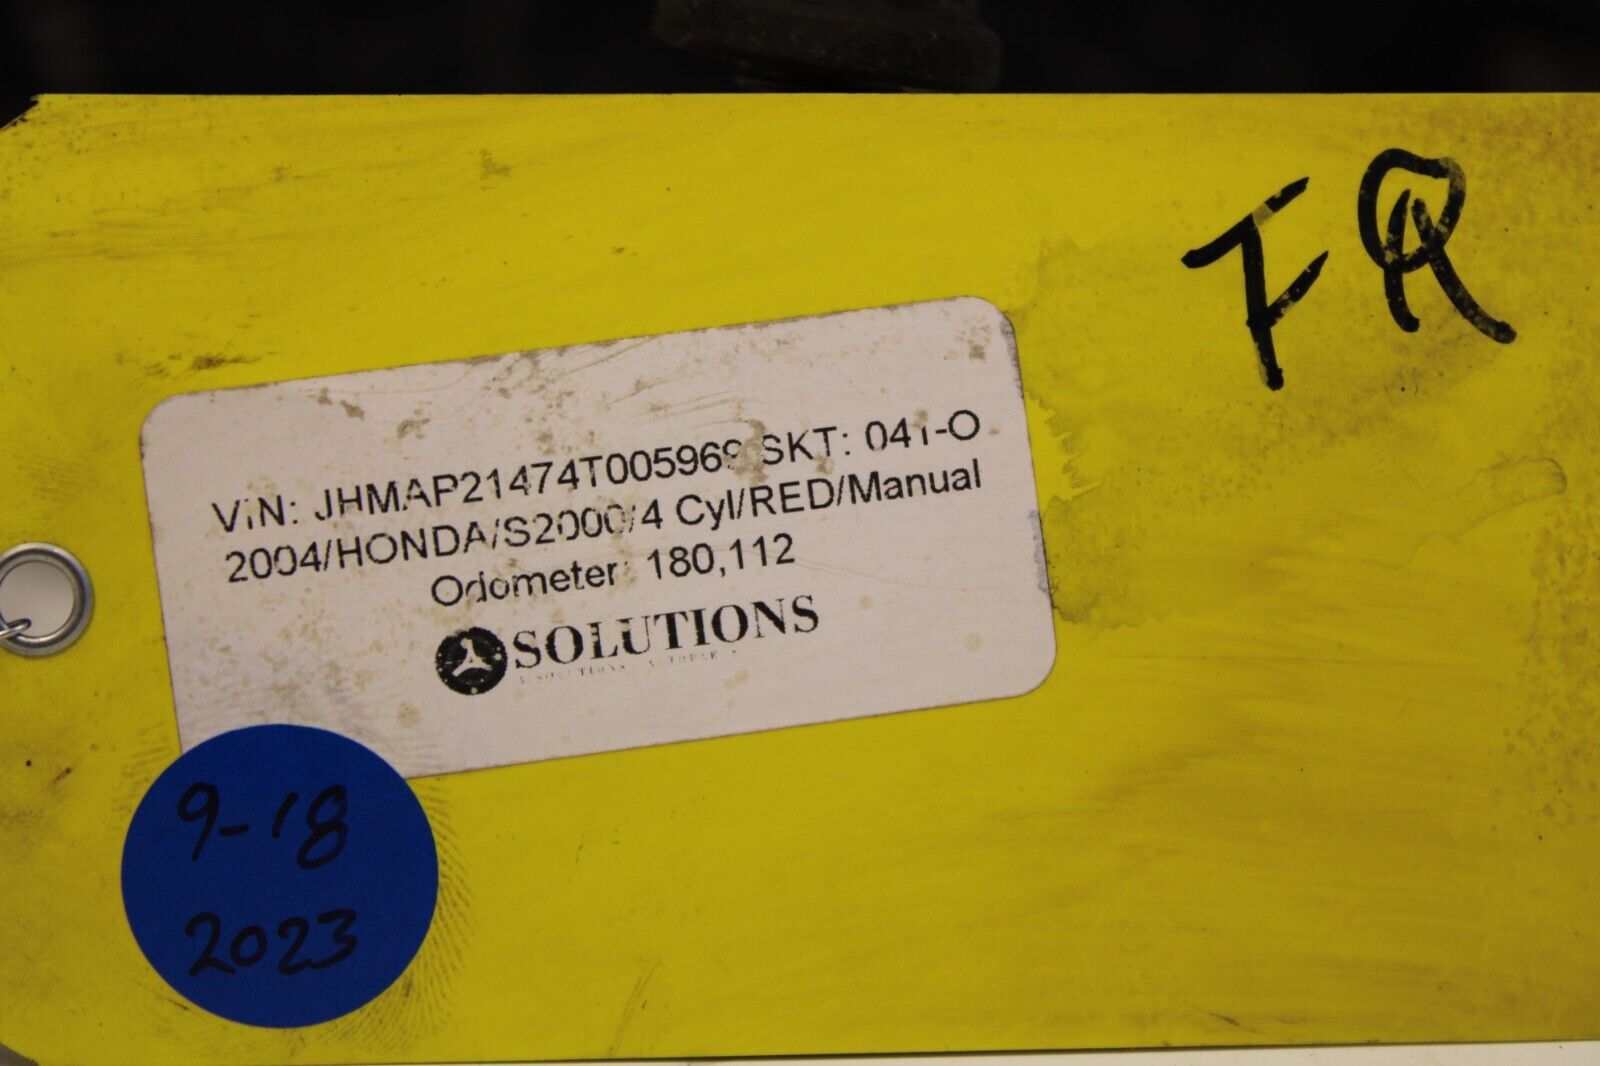 FR
VIN: JHMAP21474T005969 SKT: 041-O
2004/HONDA/S2000/4 Cyl/RED/Manual
Odometer: 180,112
SOLUTIONS
9-18
2023